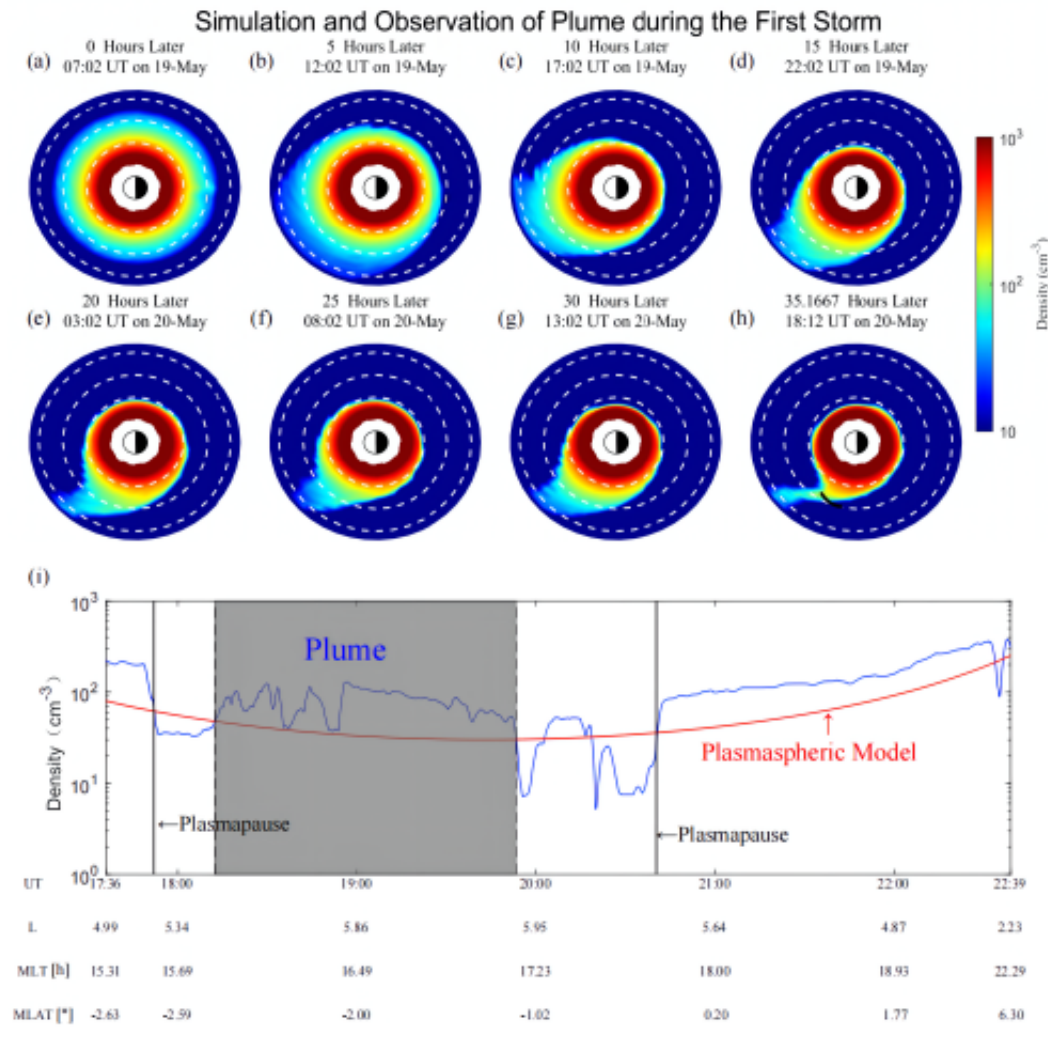 Simulation and Observation of Plume during the First Storm
(a) 0 Hours Later
07:02 UT on 19-May
(b) 5 Hours Later
12:02 UT on 19-May
(c) 10 Hours Later
17:02 UT on 19-May
(d) 15 Hours Later
22:02 UT on 19-May
10³
10²
10
Density (cm⁻³)
(e) 20 Hours Later
03:02 UT on 20-May
(f) 25 Hours Later
08:02 UT on 20-May
(g) 30 Hours Later
13:02 UT on 20-May
(h) 35.1667 Hours Later
18:12 UT on 20-May
(i)
10³
10²
10¹
10⁰
Density (cm⁻³)
Plume
Plasmaspheric Model
←Plasmapause
←Plasmapause
UT 17:36 18:00 19:00 20:00 21:00 22:00 22:39
L 4.99 5.34 5.86 5.95 5.64 4.87 2.23
MLT [h] 15.31 15.69 16.49 17.23 18.00 18.93 22.29
MLAT [°] -2.63 -2.59 -2.00 -1.02 0.20 1.77 6.30